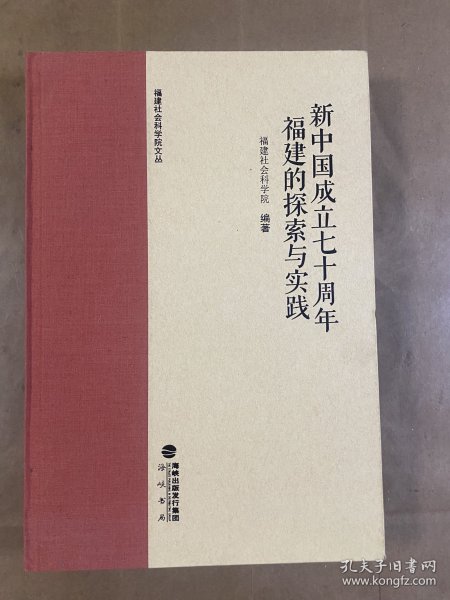 新中国成立七十周年
福建的探索与实践
福建社会科学院 编著
福建社会科学院文丛
海峡出版发行集团
海峡书局
孔夫子旧书网
www.kongfz.com